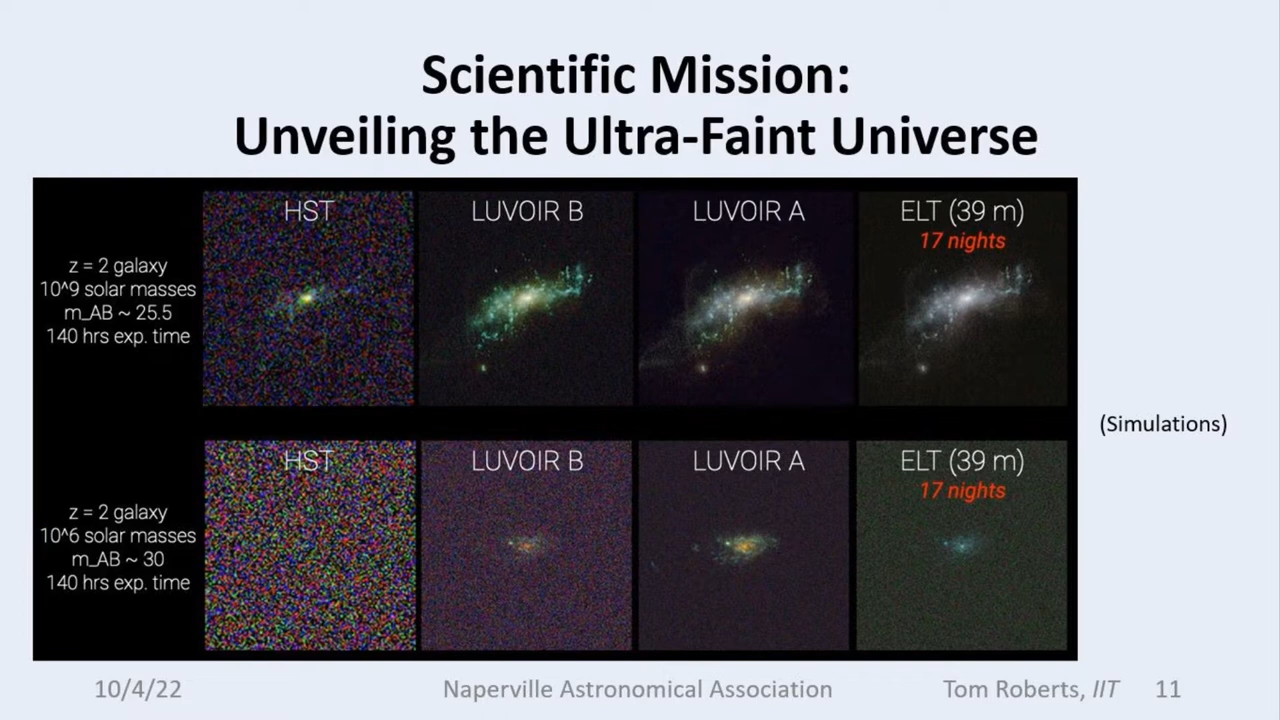 Scientific Mission:
Unveiling the Ultra-Faint Universe
HST
LUVOIR B
LUVOIR A
ELT (39 m)
17 nights
z = 2 galaxy
10^9 solar masses
m_AB ~ 25.5
140 hrs exp. time
(Simulations)
HST
LUVOIR B
LUVOIR A
ELT (39 m)
17 nights
z = 2 galaxy
10^6 solar masses
m_AB ~ 30
140 hrs exp. time
10/4/22
Naperville Astronomical Association
Tom Roberts, IIT
11